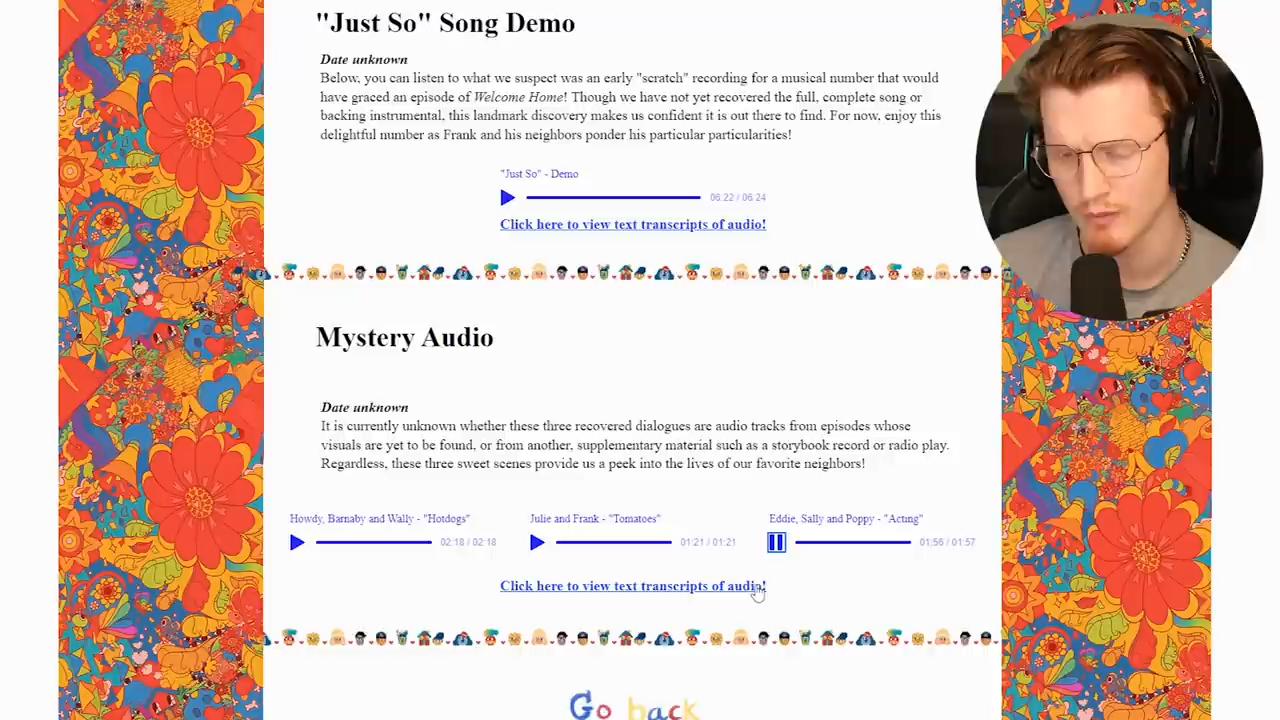 "Just So" Song Demo
Date unknown
Below, you can listen to what we suspect was an early "scratch" recording for a musical number that would
have graced an episode of Welcome Home! Though we have not yet recovered the full, complete song or
backing instrumental, this landmark discovery makes us confident it is out there to find. For now, enjoy this
delightful number as Frank and his neighbors ponder his particular particularities!
"Just So" - Demo
06:22 / 06:24
Click here to view text transcripts of audio!
Mystery Audio
Date unknown
It is currently unknown whether these three recovered dialogues are audio tracks from episodes whose
visuals are yet to be found, or from another, supplementary material such as a storybook record or radio play.
Regardless, these three sweet scenes provide us a peek into the lives of our favorite neighbors!
Howdy, Barnaby and Wally - "Hotdogs"
02:18 / 02:18
Julie and Frank - "Tomatoes"
01:21 / 01:21
Eddie, Sally and Poppy - "Acting"
01:56 / 01:57
Click here to view text transcripts of audio!
Go back